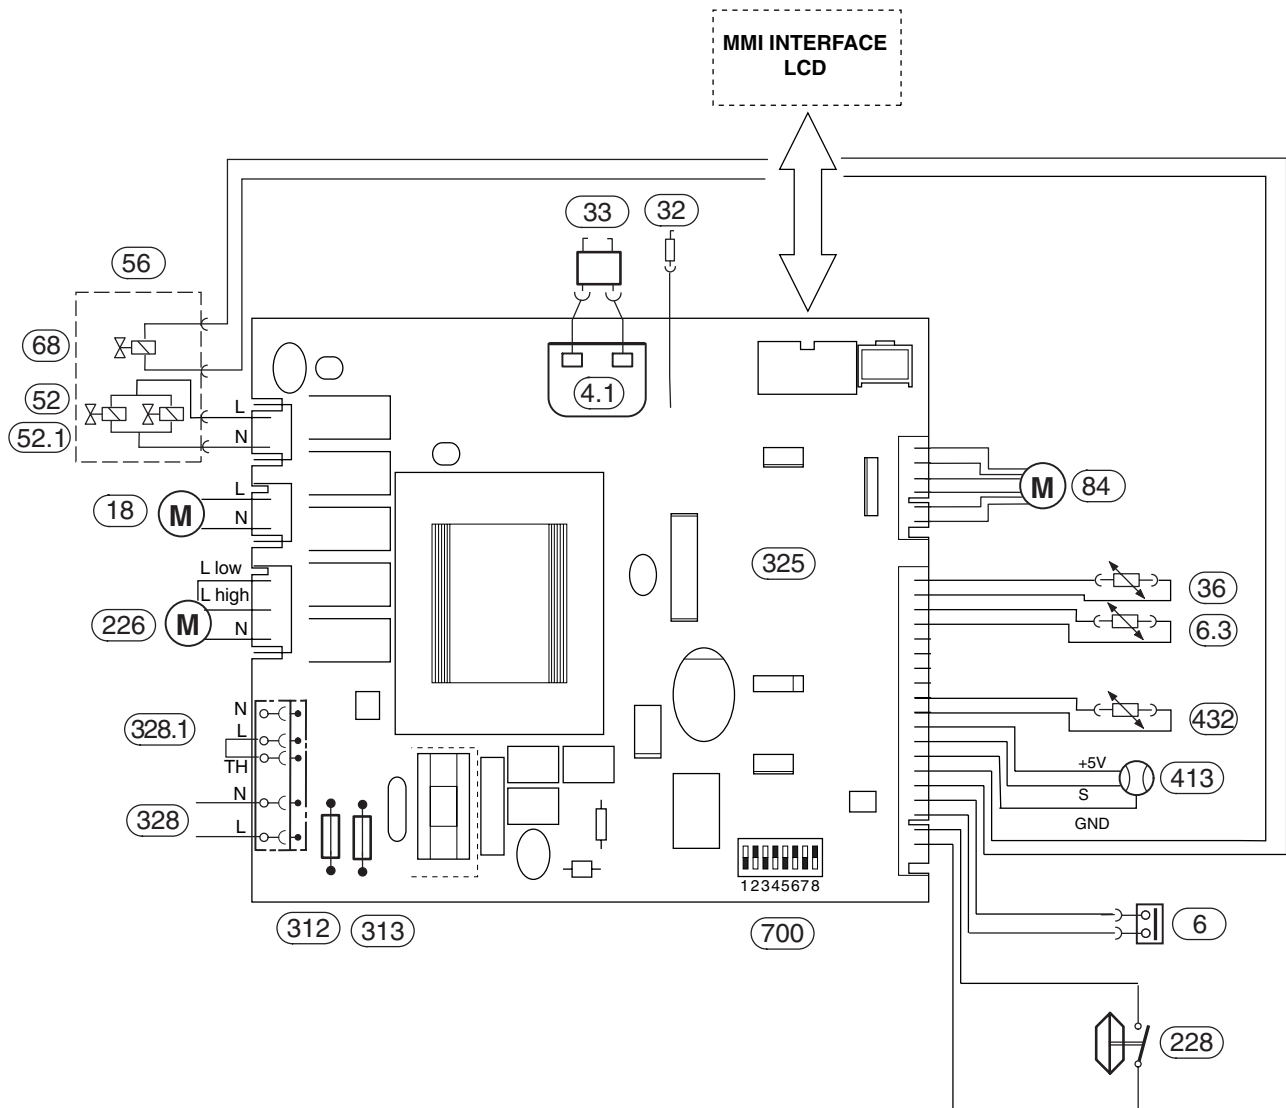 MMI INTERFACE
LCD
33
32
56
68
52
52.1
4.1
L
N
18
M
L
N
M
84
L low
L high
226
M
N
325
36
6.3
328.1
N
L
TH
432
+5V
S
413
GND
328
N
L
12345678
312
313
700
6
228